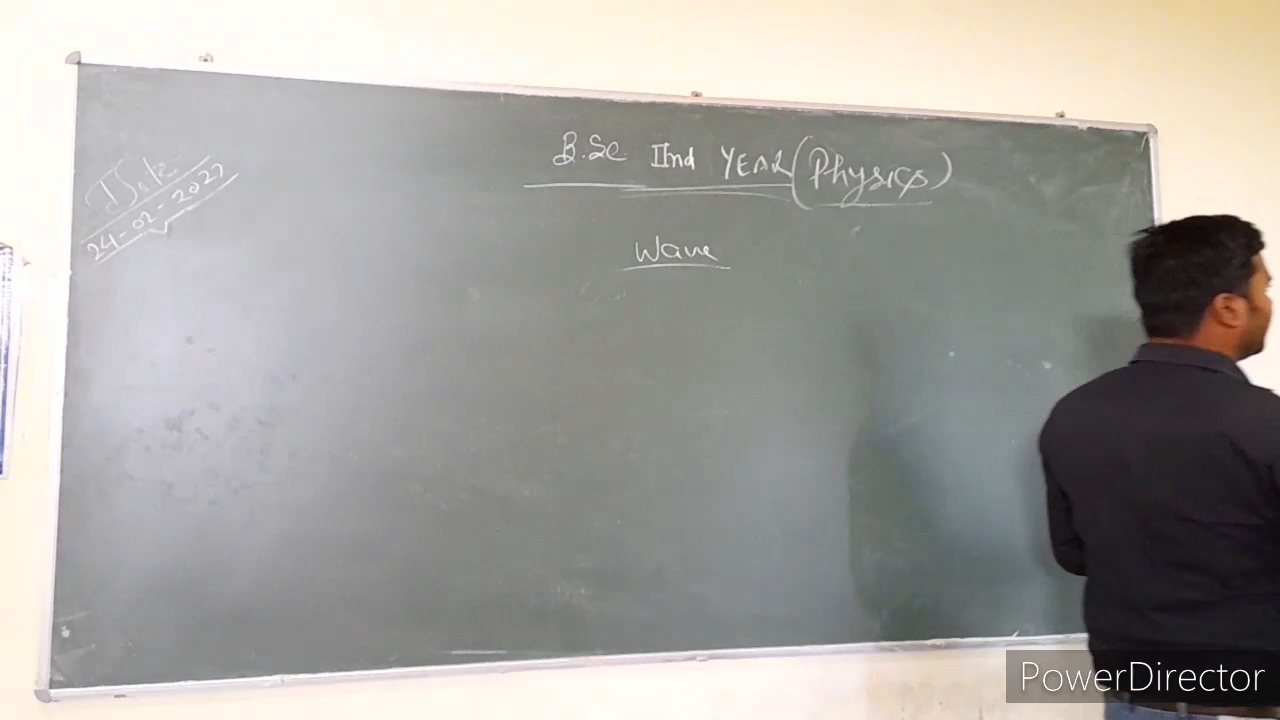 B.Sc. IInd YEAR (Physics)
Date
24-02-2022
Wave
PowerDirector